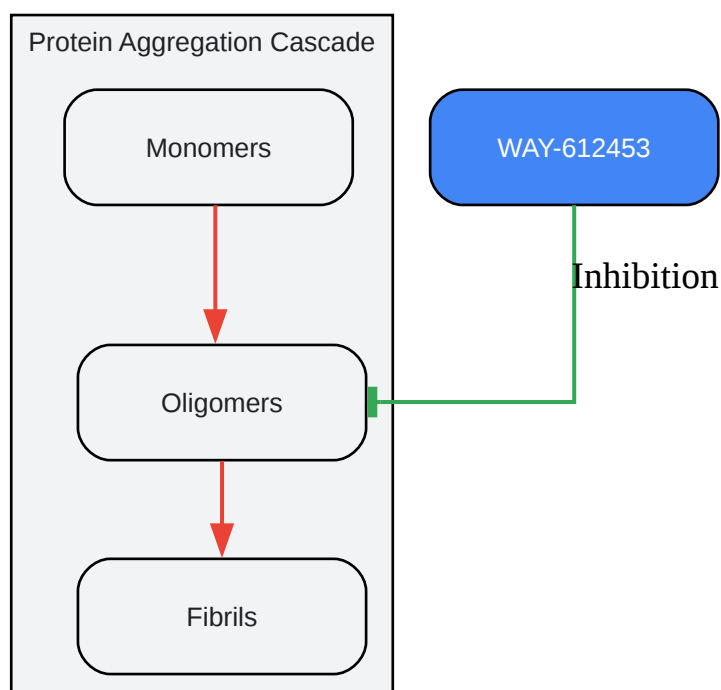 Protein Aggregation Cascade
Monomers
WAY-612453
Inhibition
Oligomers
Fibrils